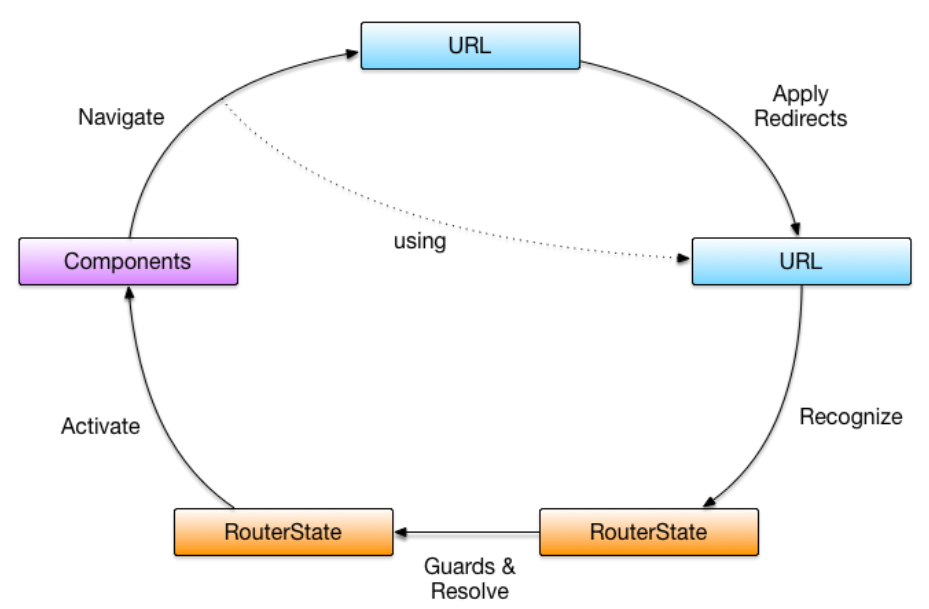 URL
Apply
Redirects
Navigate
using
Components
URL
Activate
Recognize
RouterState
RouterState
Guards &
Resolve